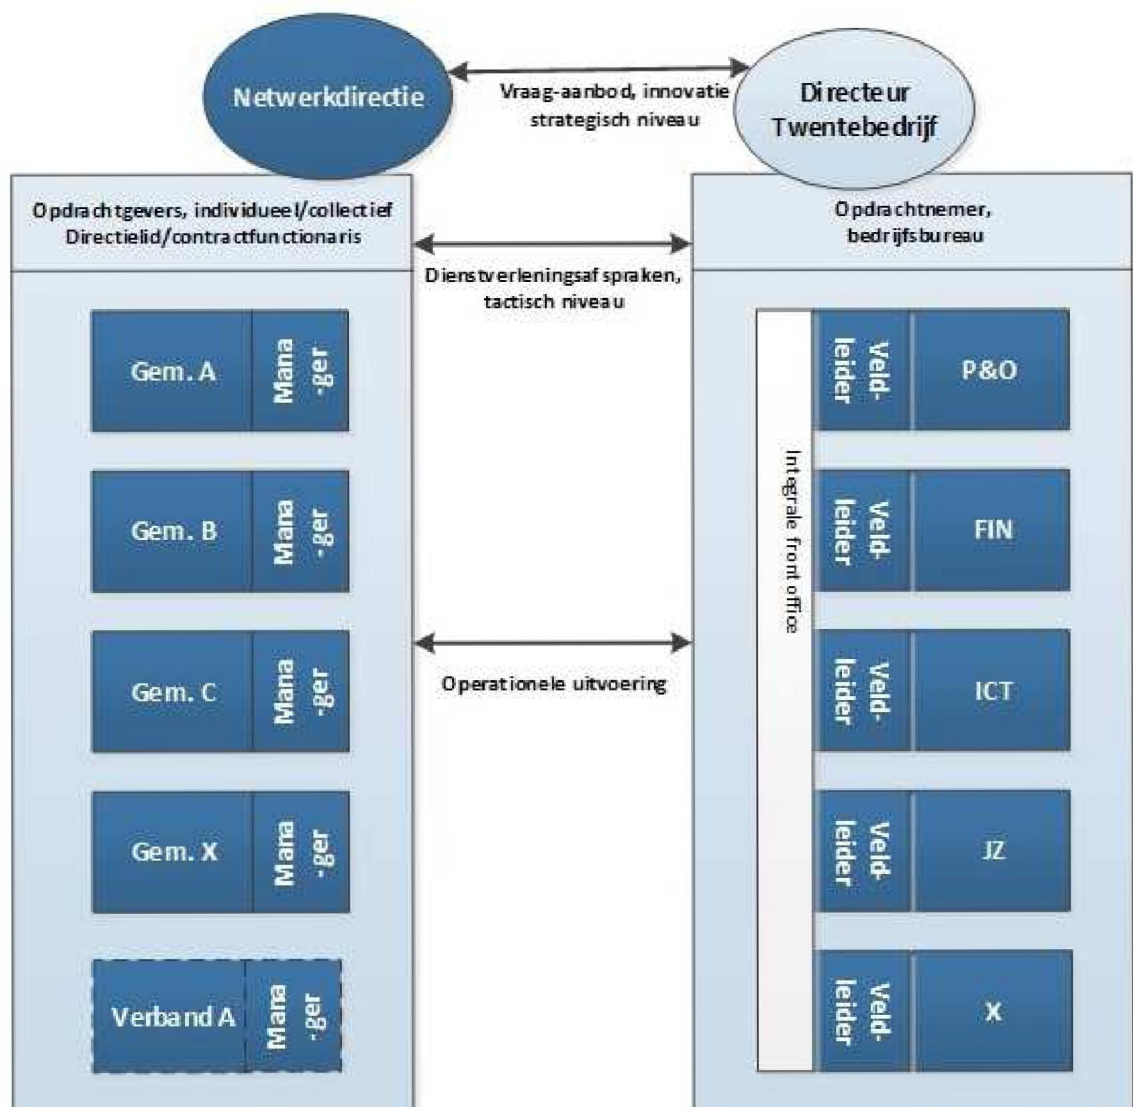 Netwerkdirectie
Vraag-aanbod, innovatie
strategisch niveau
Directeur
Twentebedrijf
Opdrachtgevers, individueel/collectief
Directielid/contractfunctionaris
Opdrachtnemer,
bedrijfsbureau
Dienstverleningsafspraken,
tactisch niveau
Gem. A
Mana
-ger
Gem. B
Mana
-ger
Gem. C
Mana
-ger
Gem. X
Mana
-ger
Verband A
Mana
-ger
Operationele uitvoering
Integrale front office
Veld-
leider
P&O
Veld-
leider
FIN
Veld-
leider
ICT
Veld-
leider
JZ
Veld-
leider
X